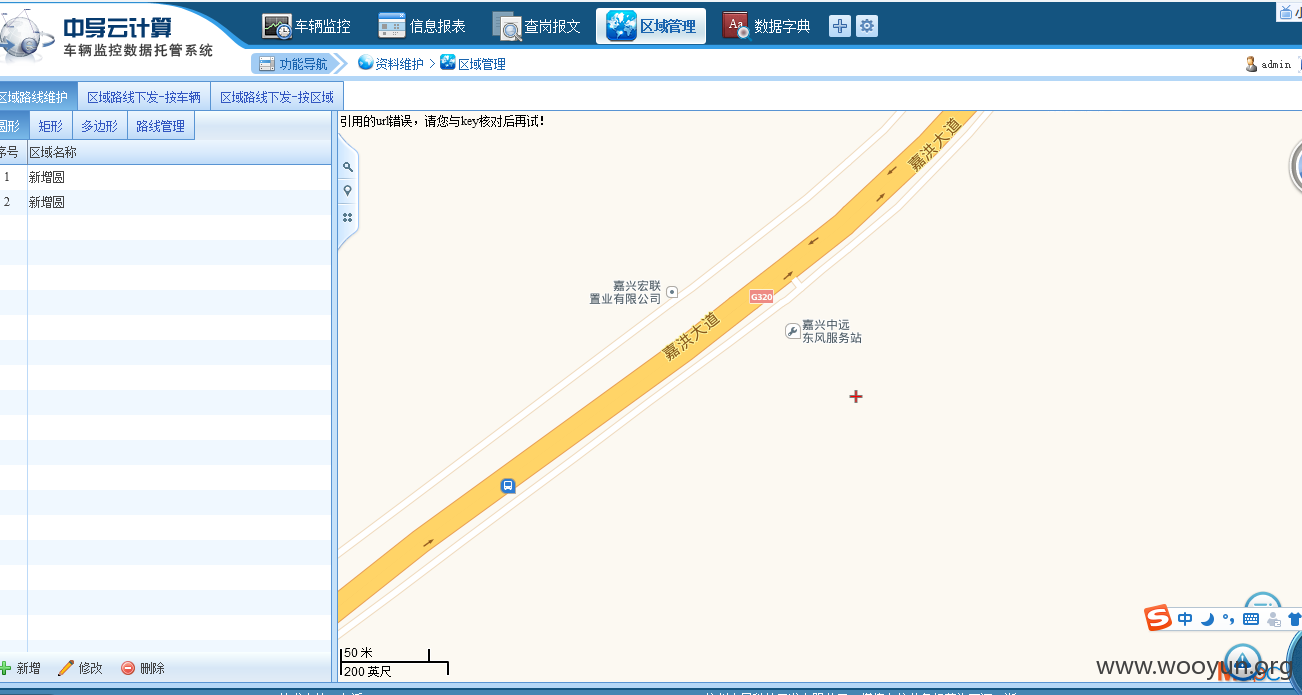 中导云计算
车辆监控数据托管系统
车辆监控 信息报表 查岗报文 区域管理 Aa 数据字典
功能导航 资料维护 区域管理
admin
区域路线维护 区域路线下发-按车辆 区域路线下发-按区域
圆形 矩形 多边形 路线管理
序号 区域名称
1 新增圆
2 新增圆
引用的url错误，请您与key核对后再试！
嘉洪大道
嘉兴宏联
置业有限公司
G320
嘉兴中远
东风服务站
嘉洪大道
50 米
200 英尺
新增 修改 删除
中
www.wooyun.org